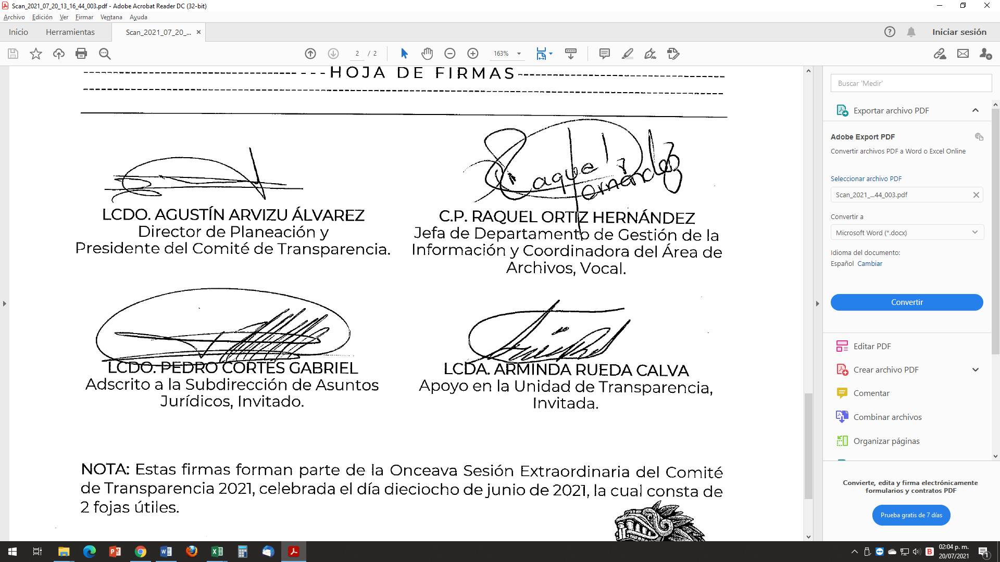 Scan_2021_07_20_13_16_44_003.pdf - Adobe Acrobat Reader DC (32-bit)
Archivo Edición Ver Firmar Ventana Ayuda
Inicio Herramientas Scan_2021_07_20_... × Iniciar sesión
2 / 2 163%
HOJA DE FIRMAS
Raquel
Hernández
LCDO. AGUSTÍN ARVIZU ÁLVAREZ
Director de Planeación y
Presidente del Comité de Transparencia.
C.P. RAQUEL ORTIZ HERNÁNDEZ
Jefa de Departamento de Gestión de la
Información y Coordinadora del Área de
Archivos, Vocal.
LCDO. PEDRO CORTES GABRIEL
Adscrito a la Subdirección de Asuntos
Jurídicos, Invitado.
LCDA. ARMINDA RUEDA CALVA
Apoyo en la Unidad de Transparencia,
Invitada.
NOTA: Estas firmas forman parte de la Onceava Sesión Extraordinaria del Comité
de Transparencia 2021, celebrada el día dieciocho de junio de 2021, la cual consta de
2 fojas útiles.
Buscar 'Medir'
Exportar archivo PDF
Adobe Export PDF
Convertir archivos PDF a Word o Excel Online
Seleccionar archivo PDF
Scan_2021_...44_003.pdf
Convertir a
Microsoft Word (*.docx)
Idioma del documento:
Español Cambiar
Convertir
Editar PDF
Crear archivo PDF
Comentar
Combinar archivos
Organizar páginas
Convierte, edita y firma electrónicamente
formularios y contratos PDF
Prueba gratis de 7 días
02:04 p. m.
20/07/2021
1